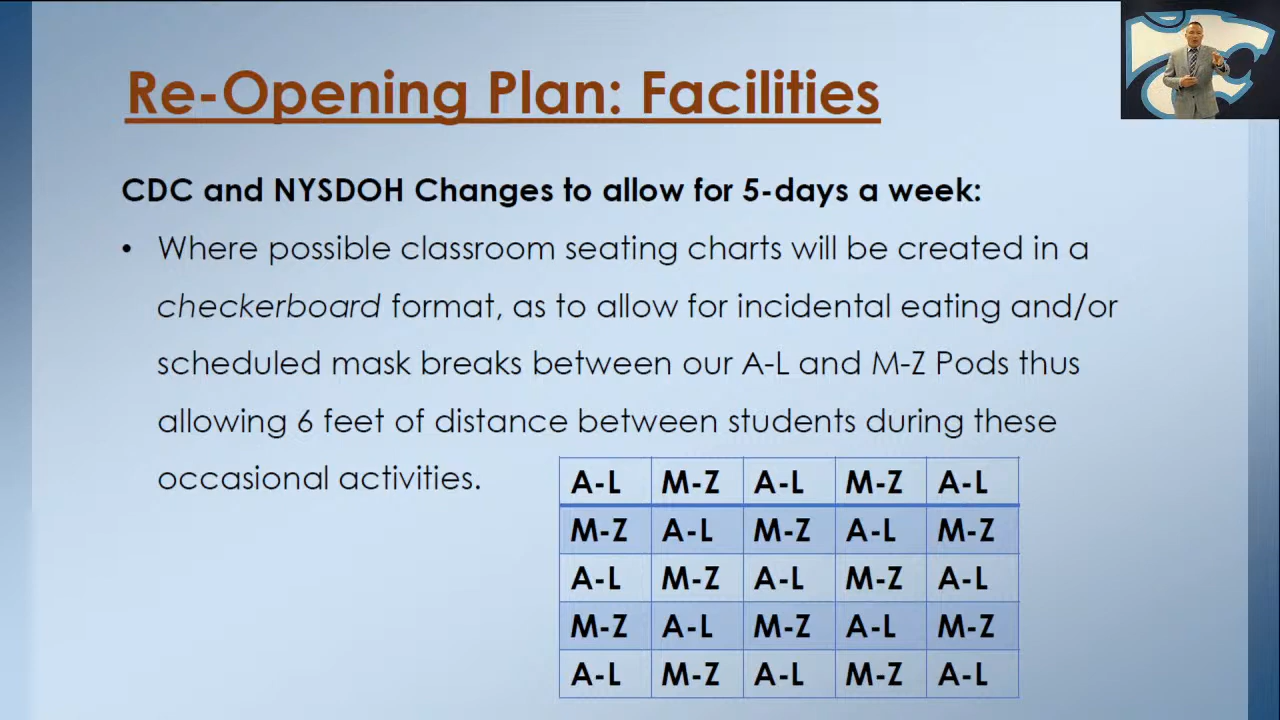 Re-Opening Plan: Facilities
CDC and NYSDOH Changes to allow for 5-days a week:
• Where possible classroom seating charts will be created in a
checkerboard format, as to allow for incidental eating and/or
scheduled mask breaks between our A-L and M-Z Pods thus
allowing 6 feet of distance between students during these
occasional activities.
A-L M-Z A-L M-Z A-L
M-Z A-L M-Z A-L M-Z
A-L M-Z A-L M-Z A-L
M-Z A-L M-Z A-L M-Z
A-L M-Z A-L M-Z A-L